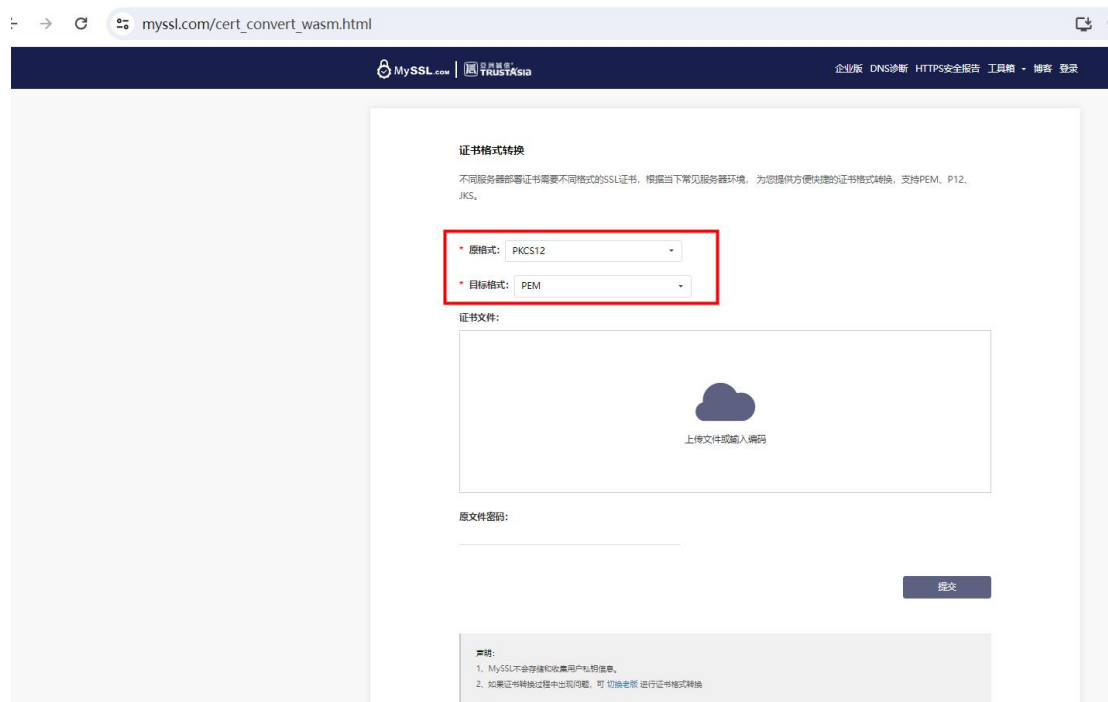 myssl.com/cert_convert_wasm.html
MySSL.COM 亞洲誠信 TRUSTASIA 企业版 DNS诊断 HTTPS安全报告 工具箱 博客 登录
证书格式转换
不同服务器部署证书需要不同格式的SSL证书，根据当下常见服务器环境， 为您提供方便快捷的证书格式转换，支持PEM、P12、
JKS。
* 原格式： PKCS12
* 目标格式： PEM
证书文件：
上传文件或输入编码
原文件密码：
提交
声明：
1、MySSL不会存储和收集用户私钥信息。
2、如果证书转换过程中出现问题，可 切换老版 进行证书格式转换